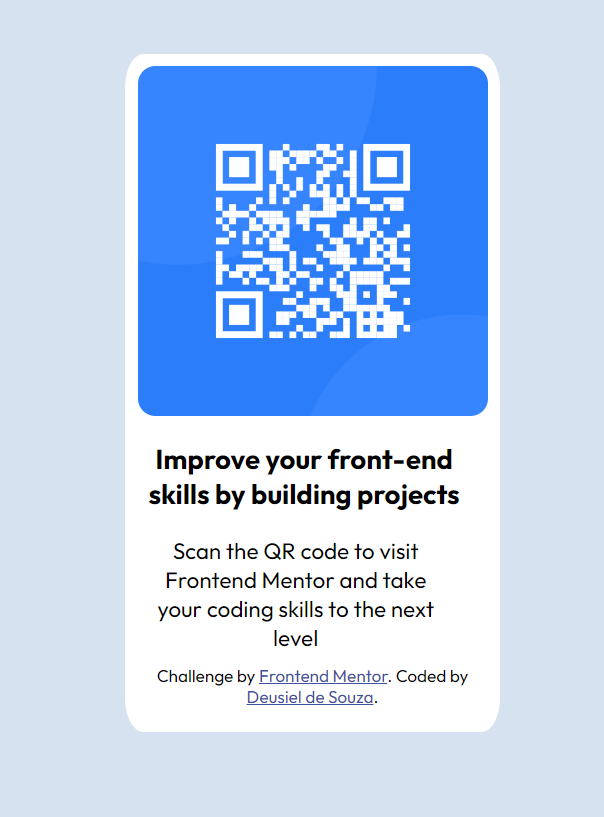 Improve your front-end
skills by building projects
Scan the QR code to visit
Frontend Mentor and take
your coding skills to the next
level
Challenge by Frontend Mentor. Coded by
Deusiel de Souza.